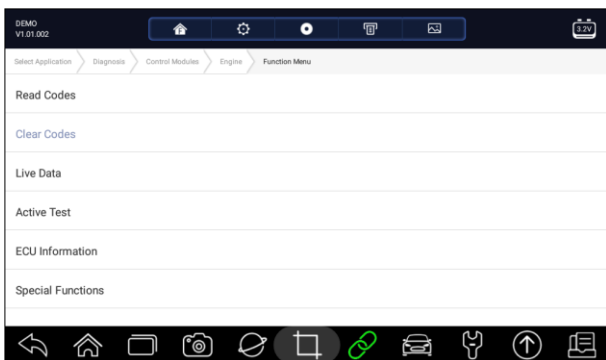 DEMO
V1.01.002
3.2V
Select Application Diagnosis Control Modules Engine Function Menu
Read Codes
Clear Codes
Live Data
Active Test
ECU Information
Special Functions